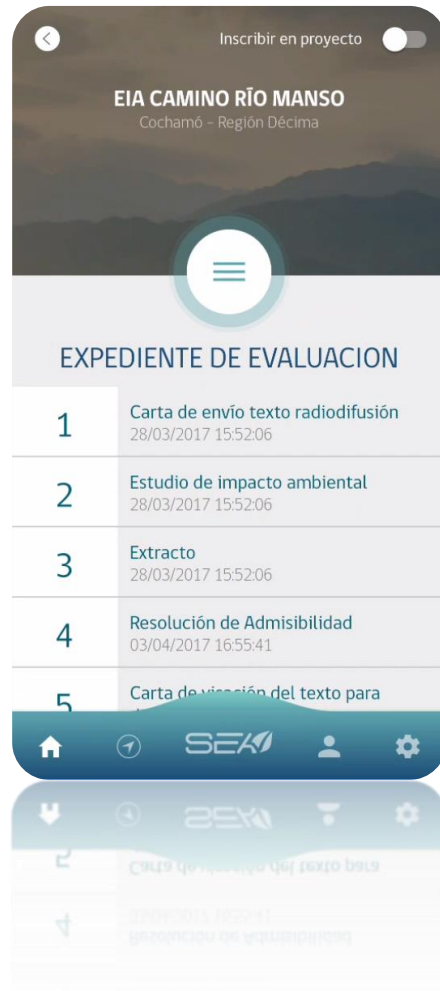 Inscribir en proyecto
EIA CAMINO RÍO MANSO
Cochamó – Región Décima
EXPEDIENTE DE EVALUACION
1
Carta de envío texto radiodifusión
28/03/2017 15:52:06
2
Estudio de impacto ambiental
28/03/2017 15:52:06
3
Extracto
28/03/2017 15:52:06
4
Resolución de Admisibilidad
03/04/2017 16:55:41
5
Carta de visación del texto para
SEA